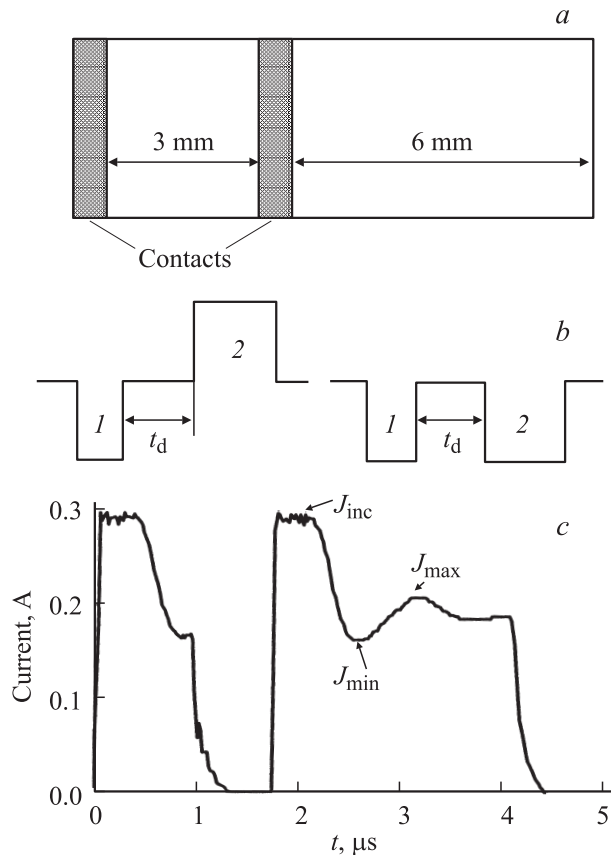 a
3 mm
6 mm
Contacts
b
2
1
t_d
1
t_d
2
c
0.3
0.2
0.1
0.0
Current, A
J_inc
J_max
J_min
0
1
2
3
4
5
t, μs